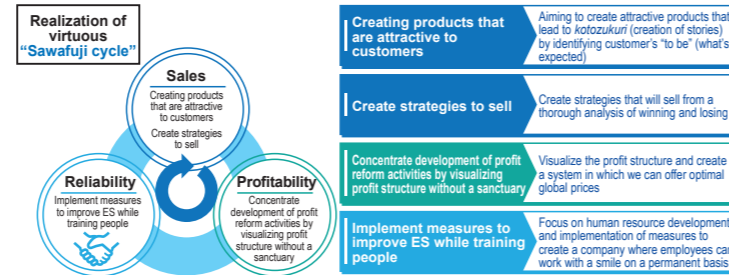 Realization of
virtuous
“Sawafuji cycle”
Sales
Creating products
that are attractive
to customers
Create strategies
to sell
Reliability
Implement measures
to improve ES while
training people
Profitability
Concentrate
development of profit
reform activities by
visualizing profit
structure without a
sanctuary
Creating products that
are attractive to
customers
Aiming to create attractive products that
lead to kotozukuri (creation of stories)
by identifying customer’s “to be” (what’s
expected)
Create strategies to sell
Create strategies that will sell from a
thorough analysis of winning and losing
Concentrate development of profit
reform activities by visualizing
profit structure without a sanctuary
Visualize the profit structure and create
a system in which we can offer optimal
global prices
Implement measures to
improve ES while training
people
Focus on human resource development
and implementation of measures to
create a company where employees can
work with a smile on a permanent basis